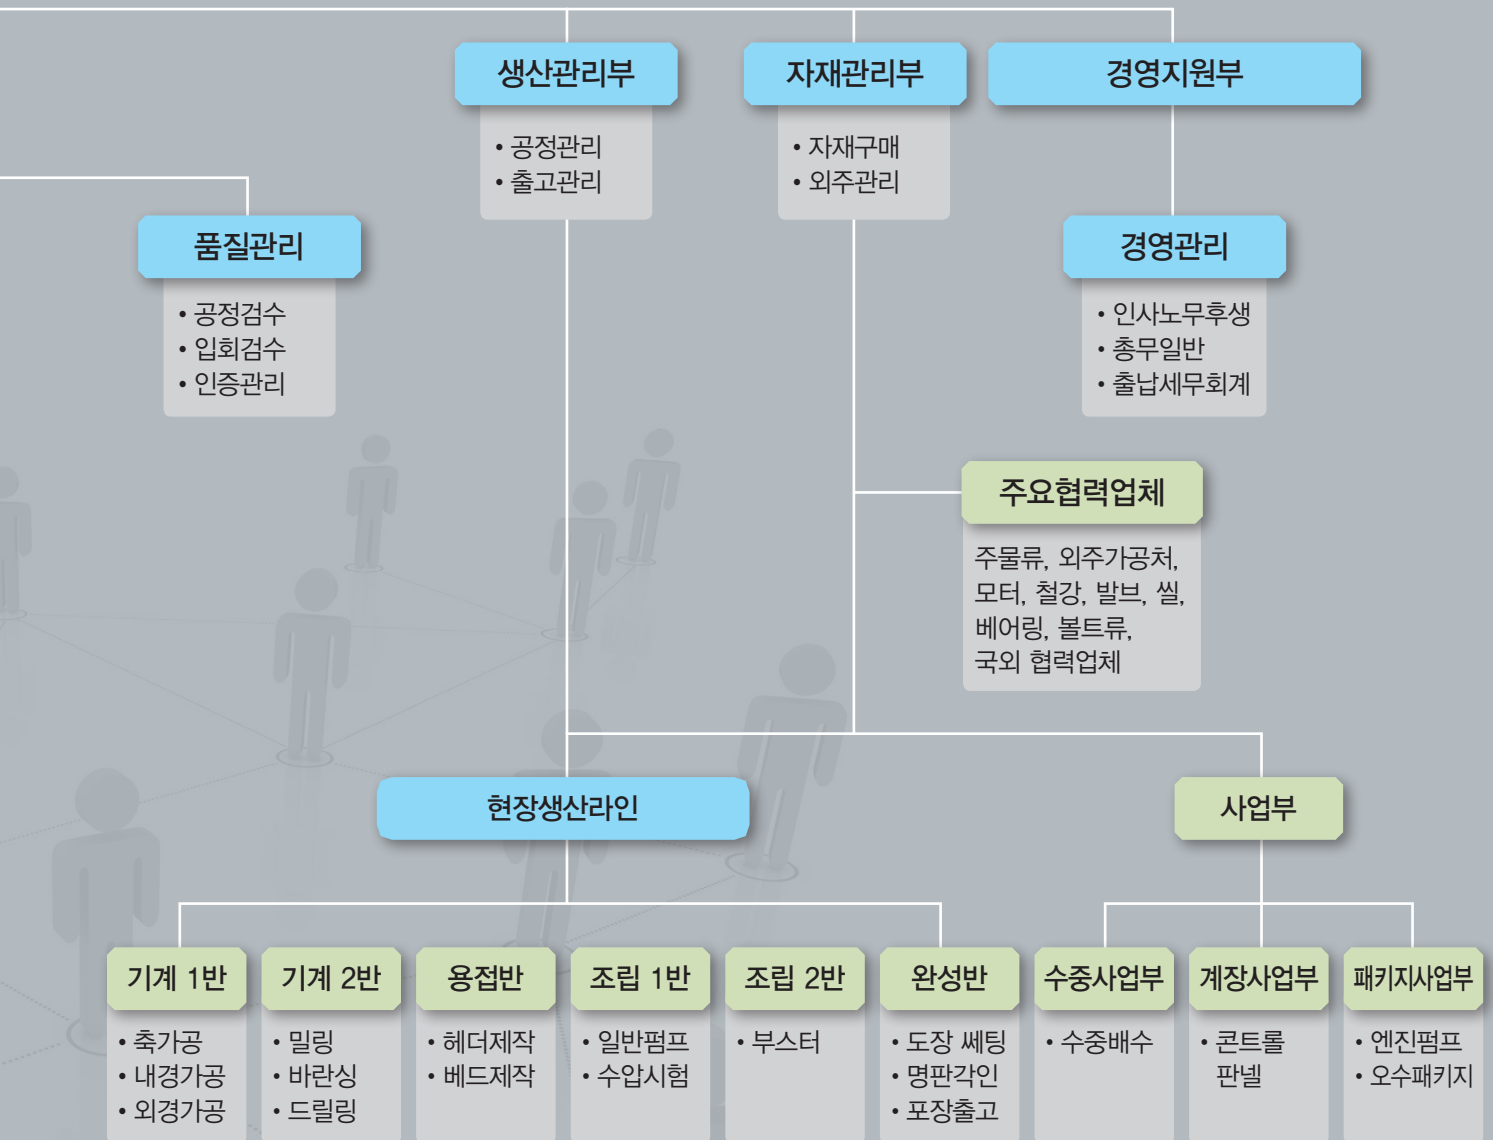 생산관리부
• 공정관리
• 출고관리
자재관리부
• 자재구매
• 외주관리
경영지원부
품질관리
• 공정검수
• 입회검수
• 인증관리
경영관리
• 인사노무후생
• 총무일반
• 출납세무회계
주요협력업체
주물류, 외주가공처,
모터, 철강, 발브, 씰,
베어링, 볼트류,
국외 협력업체
현장생산라인
사업부
기계 1반
• 축가공
• 내경가공
• 외경가공
기계 2반
• 밀링
• 바란싱
• 드릴링
용접반
• 헤더제작
• 베드제작
조립 1반
• 일반펌프
• 수압시험
조립 2반
• 부스터
완성반
• 도장 쎄팅
• 명판각인
• 포장출고
수중사업부
• 수중배수
계장사업부
• 콘트롤
판넬
패키지사업부
• 엔진펌프
• 오수패키지